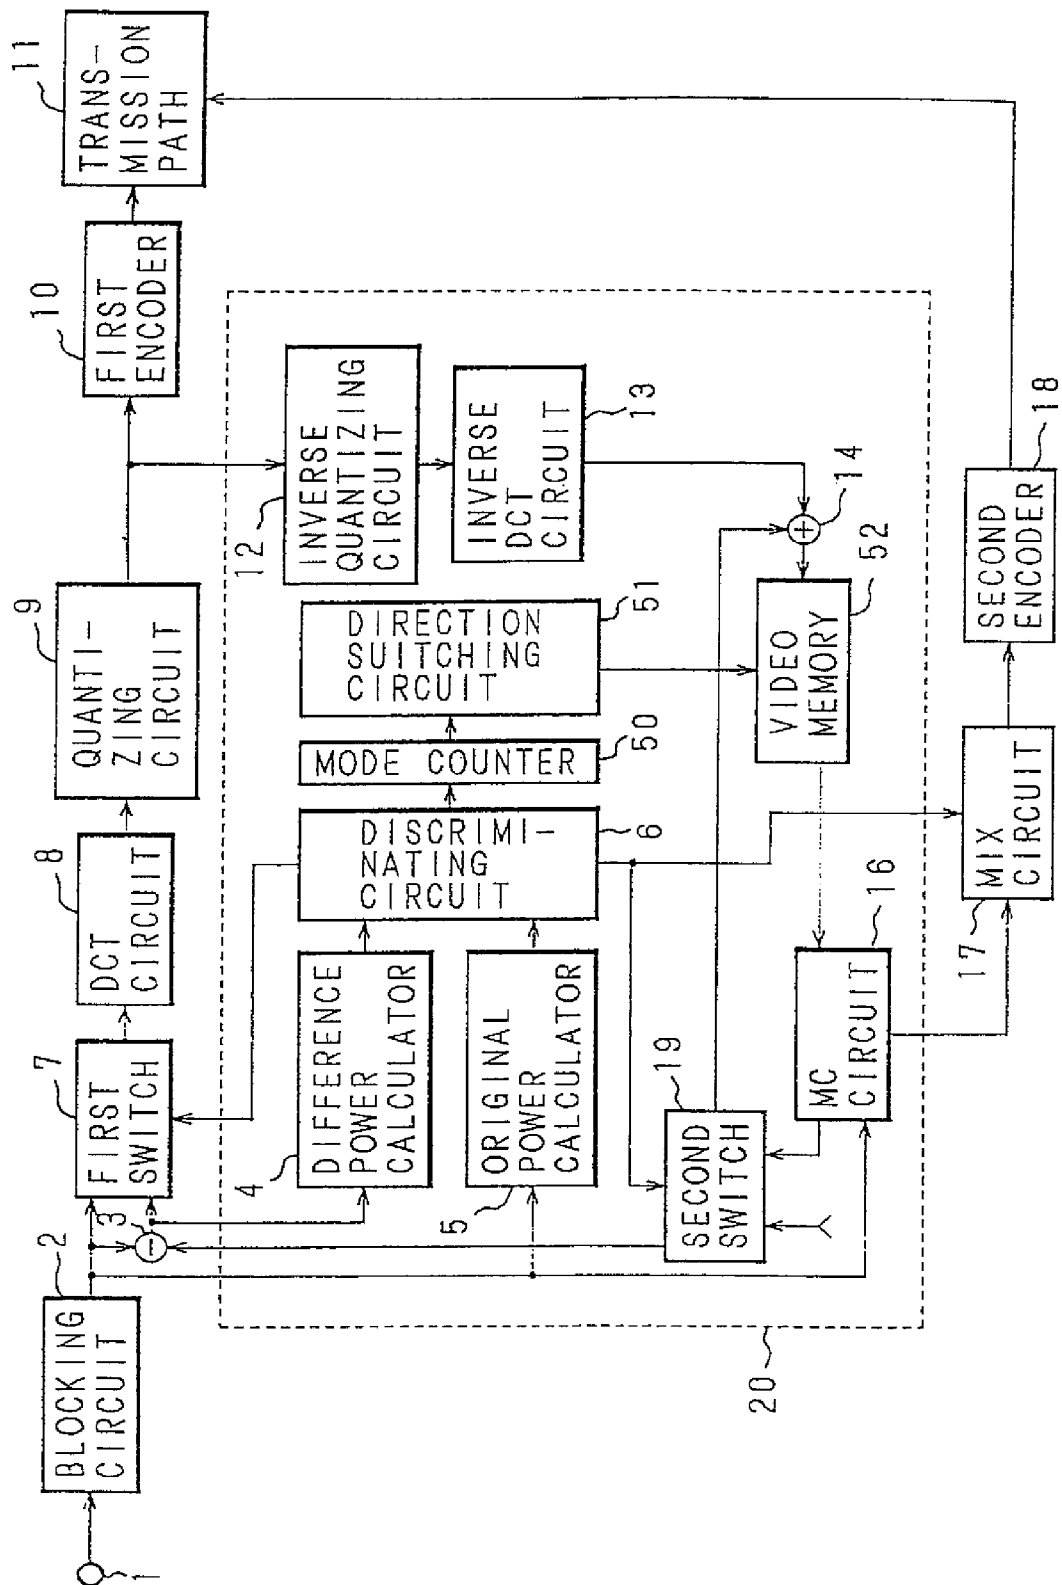 1
BLOCKING
CIRCUIT
2
3
FIRST
SWITCH
7
DCT
CIRCUIT
8
QUANTI-
ZING
CIRCUIT
9
FIRST
ENCODER
10
TRANS-
MISSION
PATH
11
DIFFERENCE
POWER
CALCULATOR
4
ORIGINAL
POWER
CALCULATOR
5
DISCRIMI-
NATING
CIRCUIT
6
MODE COUNTER
50
DIRECTION
SUITCHING
CIRCUIT
51
INVERSE
QUANTIZING
CIRCUIT
12
INVERSE
DCT
CIRCUIT
13
14
VIDEO
MEMORY
52
SECOND
SWITCH
19
MC
CIRCUIT
16
20
MIX
CIRCUIT
17
SECOND
ENCODER
18